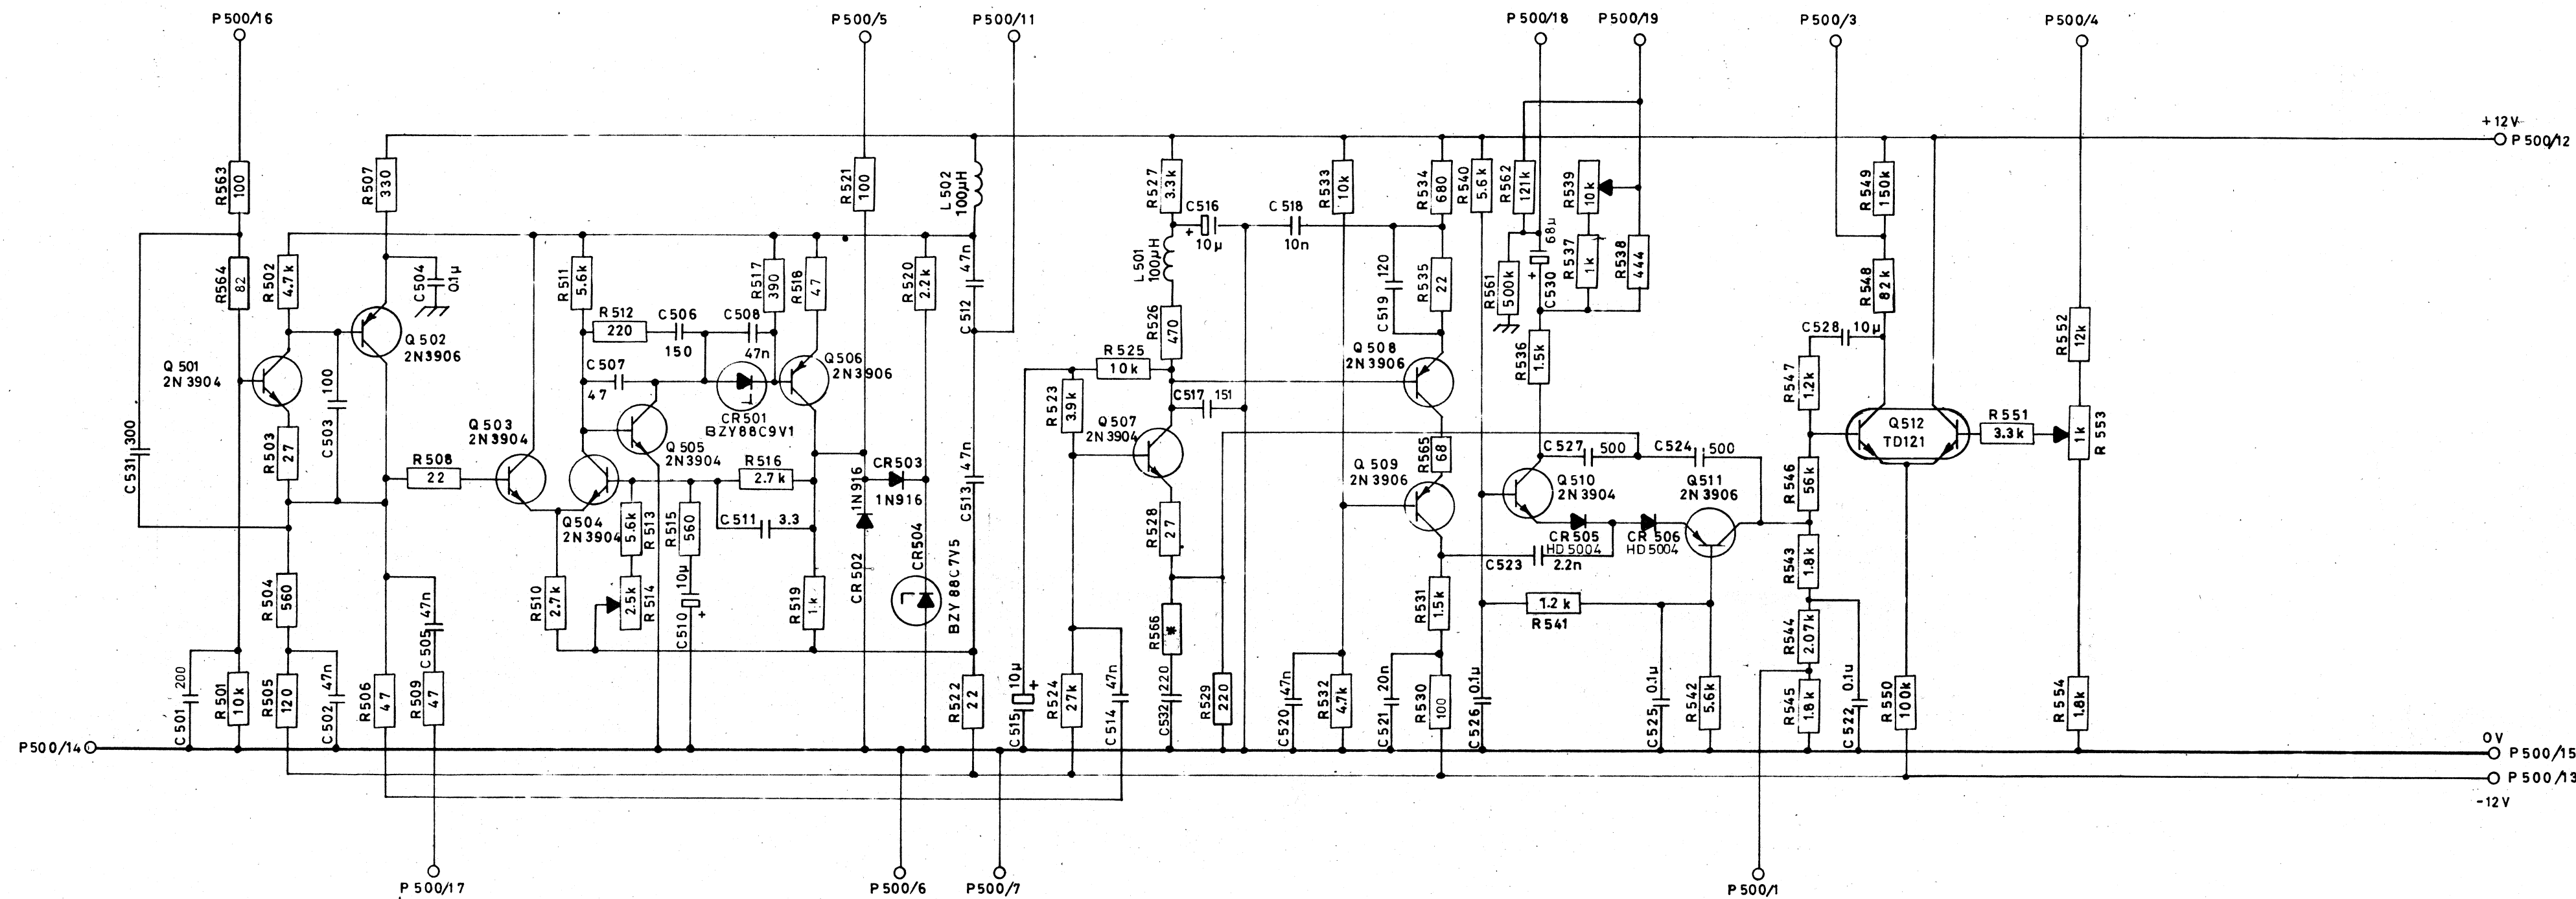 P500/16
P500/5
P500/11
P500/18
P500/19
P500/3
P500/4
+12V
P500/12
R563
100
R507
330
R521
100
L502
100µH
R527
3.3k
C516
+
10µ
C518
10n
R533
10k
R534
680
R540
5.6k
R562
121k
R539
10k
68µ
R549
150k
R564
82
R502
4.7k
C504
0.1µ
R511
5.6k
R517
390
R518
47
R520
2.2k
C512
47n
L501
100µH
C519
120
R535
22
R561
500k
+
C530
R537
1k
R538
444
R548
82k
Q502
2N3906
R512
220
C506
150
C508
47n
R526
470
Q508
2N3906
R536
1.5k
C528
10µ
R552
12k
Q501
2N3904
C503
100
C507
47
CR501
BZY88C9V1
Q506
2N3906
R525
10k
R523
3.9k
C517
151
R547
1.2k
C531
300
R503
27
Q503
2N3904
Q505
2N3904
Q507
2N3904
R565
68
C527
500
C524
500
Q512
TD121
R551
3.3k
1k
R553
R508
22
R516
2.7k
1N916
CR503
1N916
C513
47n
Q509
2N3906
Q510
2N3904
Q511
2N3906
R546
56k
Q504
2N3904
5.6k
R513
R515
560
C511
3.3
CR502
CR504
BZY88C7V5
R528
27
CR505
HD5004
CR506
HD5004
C523
2.2n
R543
1.8k
R504
560
C505
47n
R510
2.7k
2.5k
R514
C510
10µ
+
R519
1k
R566
*
R531
1.5k
1.2k
R541
R544
2.07k
C501
200
R501
10k
R505
120
C502
47n
R506
47
R509
47
R522
22
C515
10µ
+
R524
27k
C514
47n
C532
220
R529
220
C520
47n
R532
4.7k
C521
20n
R530
100
C526
0.1µ
C525
0.1µ
R542
5.6k
R545
1.8k
C522
0.1u
R550
100k
R554
1.8k
P500/14
0V
P500/15
P500/13
-12V
P500/17
P500/6
P500/7
P500/1